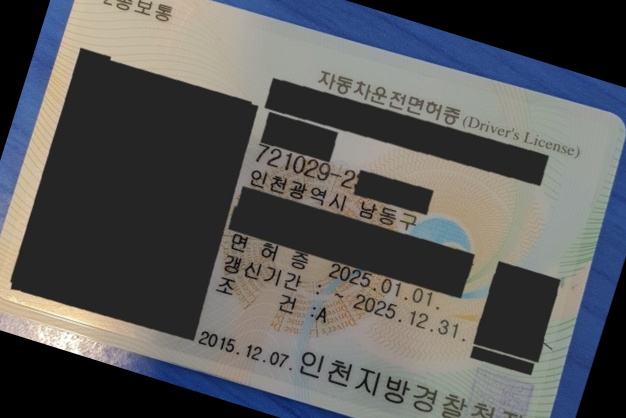 2종보통
자동차운전면허증 (Driver's License)
721029-2
인천광역시 남동구
면 허 증 2025.01.01.
갱신기간 : ~ 2025.12.31.
조 건 :A
2015.12.07. 인천지방경찰청